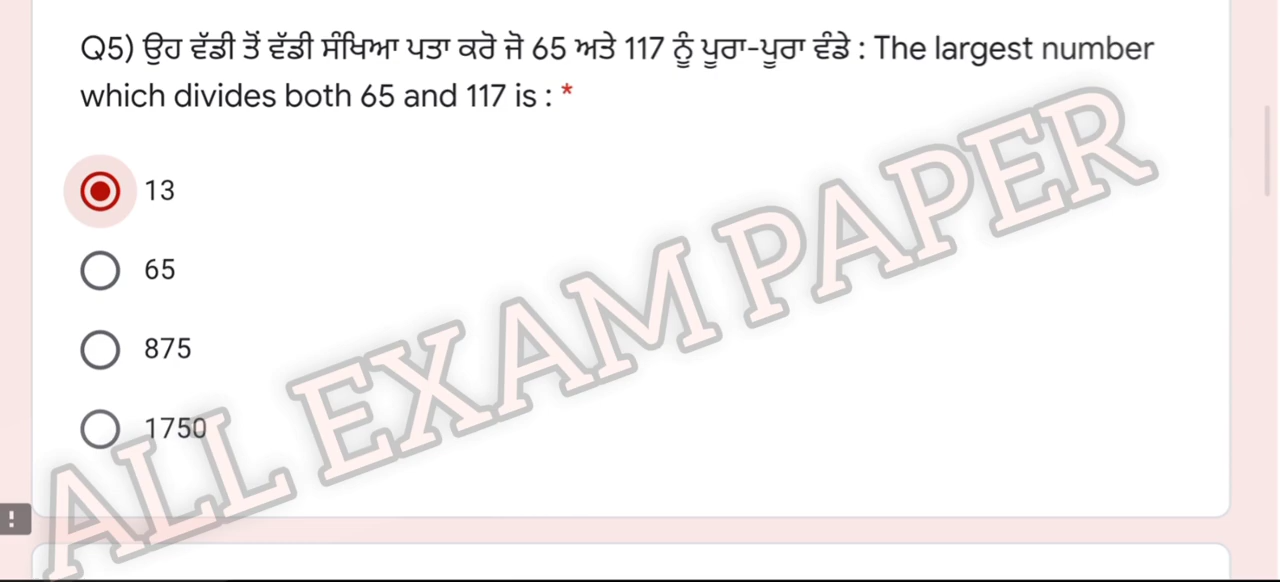 Q5) ਉਹ ਵੱਡੀ ਤੋਂ ਵੱਡੀ ਸੰਖਿਆ ਪਤਾ ਕਰੋ ਜੋ 65 ਅਤੇ 117 ਨੂੰ ਪੂਰਾ-ਪੂਰਾ ਵੰਡੇ : The largest number
which divides both 65 and 117 is : *
13
65
875
1750
ALL EXAM PAPER